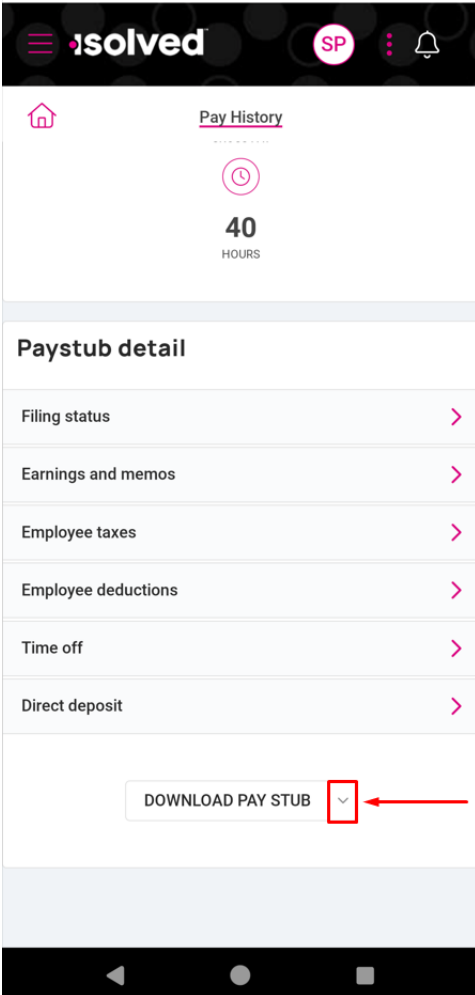 isolved
SP
Pay History
40
HOURS
Paystub detail
Filing status
Earnings and memos
Employee taxes
Employee deductions
Time off
Direct deposit
DOWNLOAD PAY STUB